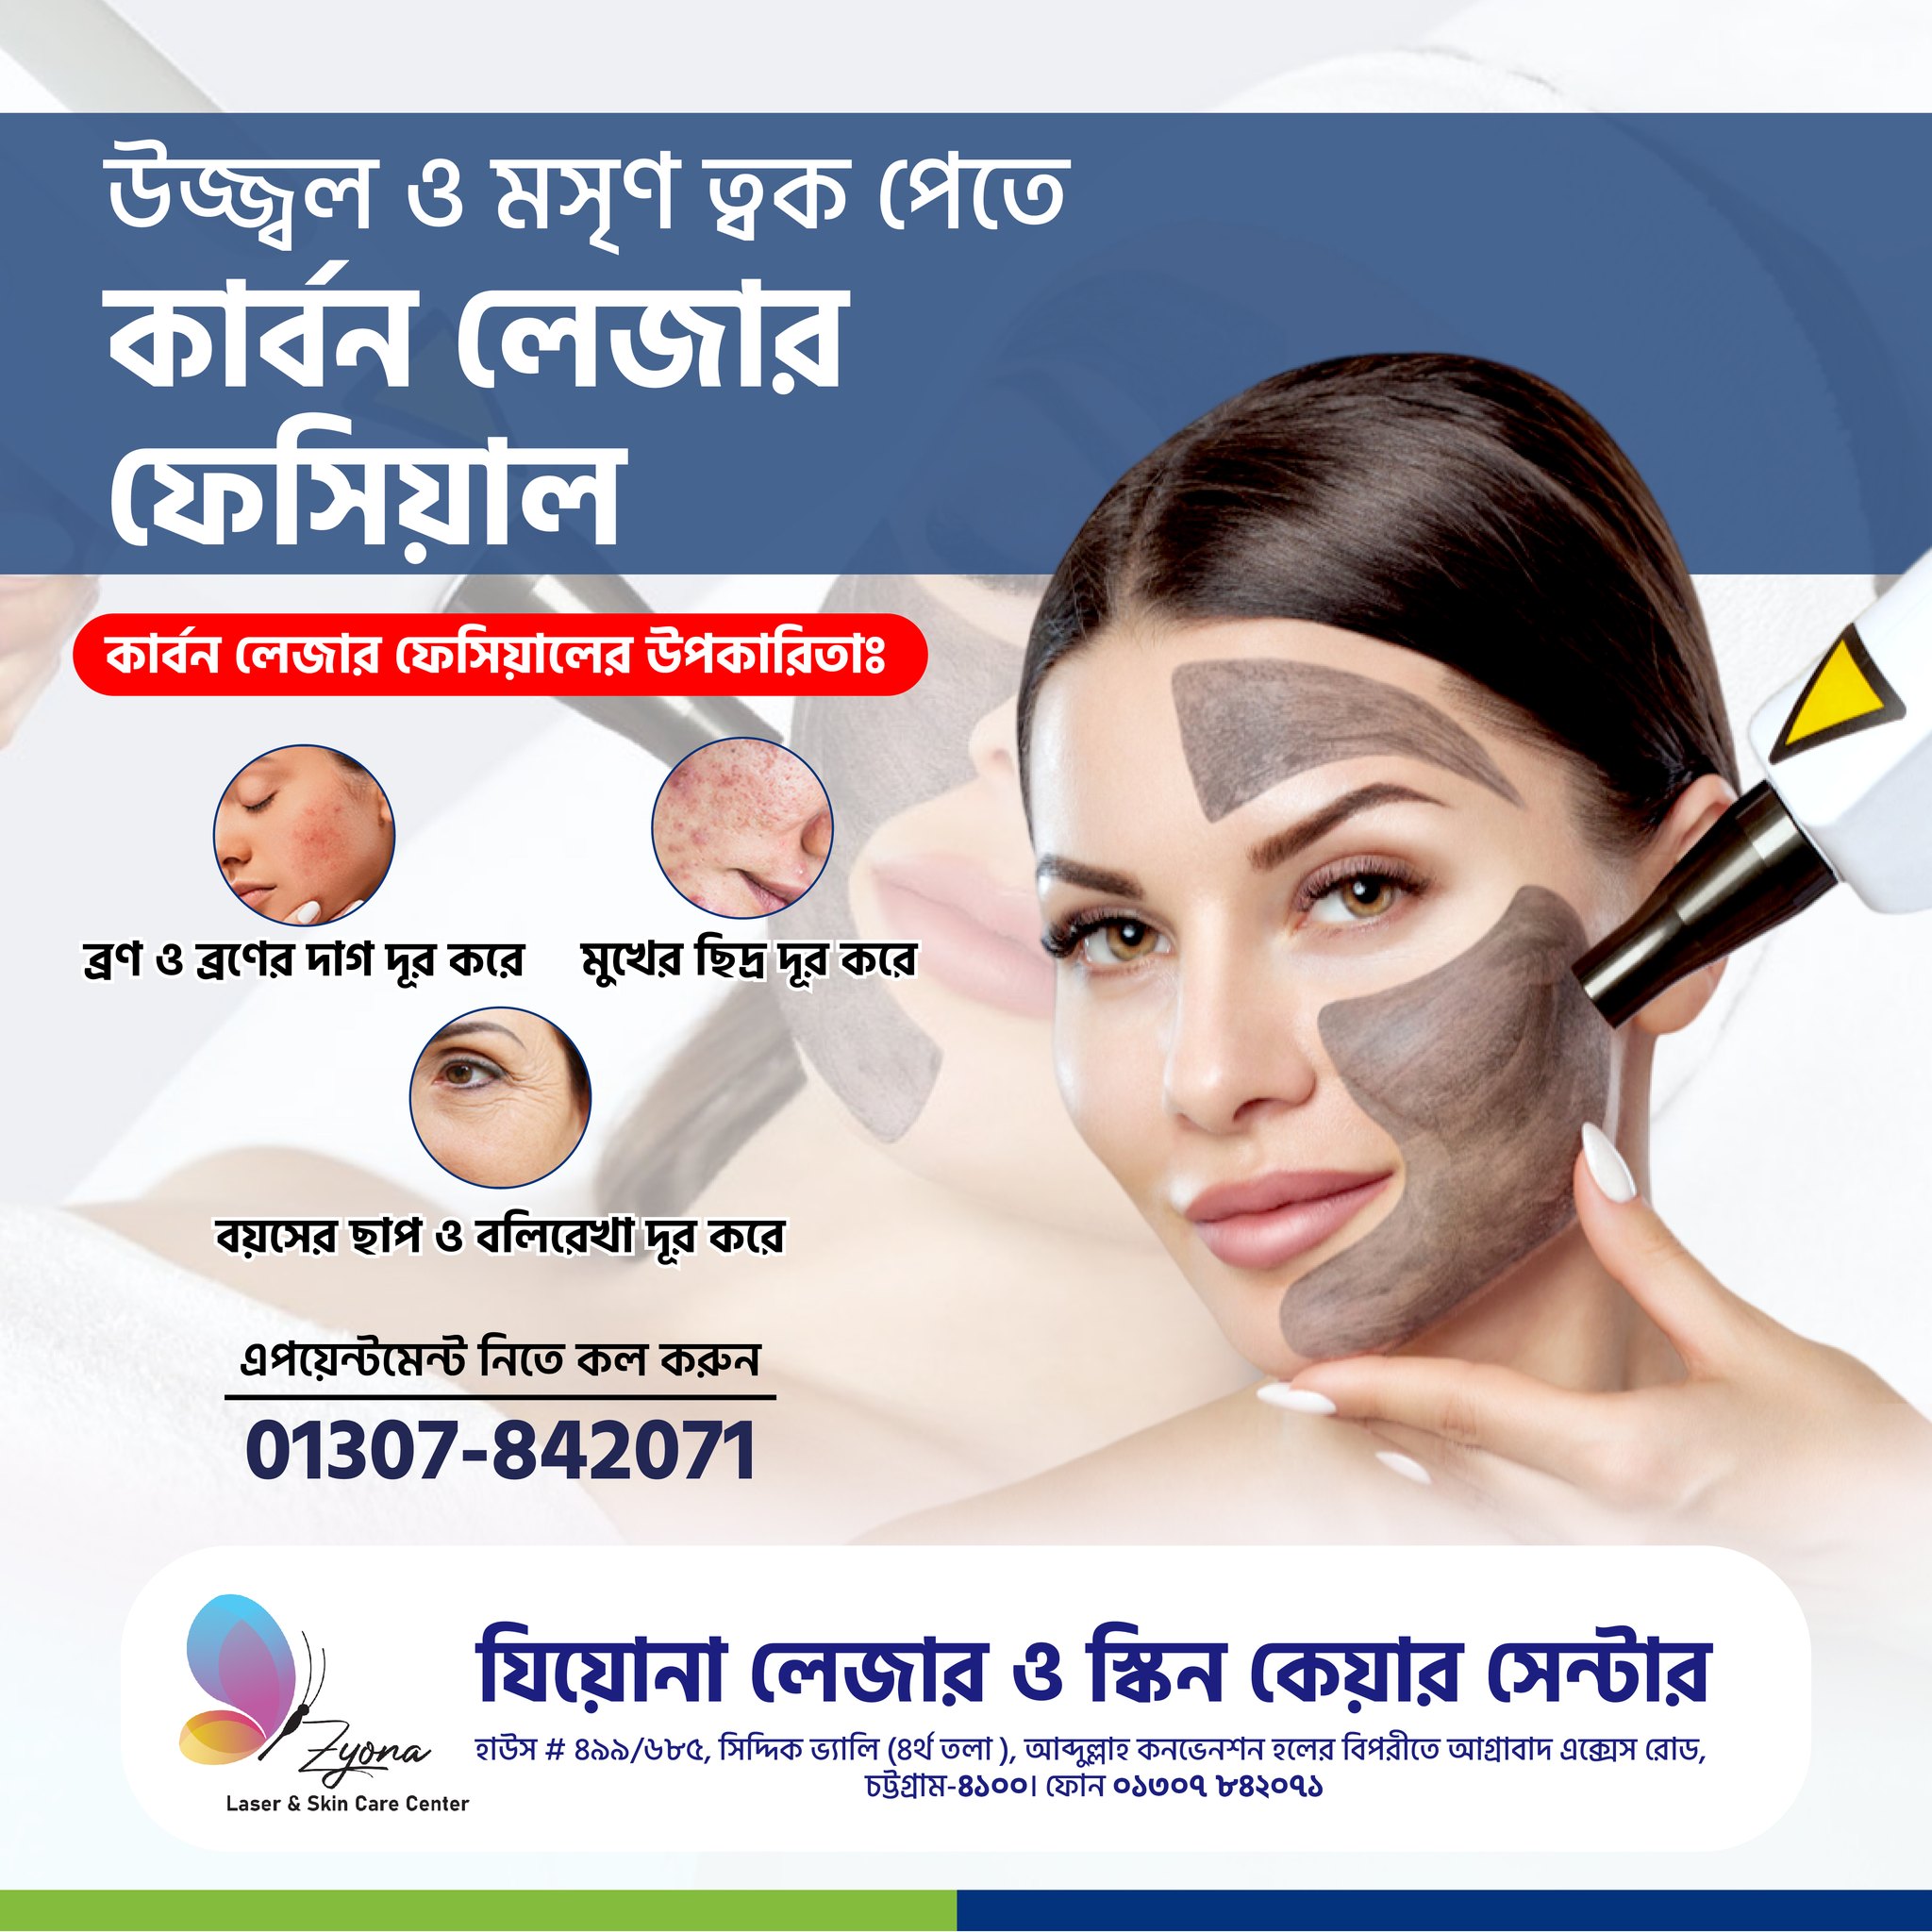 উজ্জ্বল ও মসৃণ ত্বক পেতে
কার্বন লেজার
ফেসিয়াল
কার্বন লেজার ফেসিয়ালের উপকারিতাঃ
ব্রণ ও ব্রণের দাগ দূর করে
মুখের ছিদ্র দূর করে
বয়সের ছাপ ও বলিরেখা দূর করে
এপয়েন্টমেন্ট নিতে কল করুন
01307-842071
Zyona
Laser & Skin Care Center
যিয়োনা লেজার ও স্কিন কেয়ার সেন্টার
হাউস # ৪৯৯/৬৮৫, সিদ্দিক ভ্যালি (৪র্থ তলা ), আব্দুল্লাহ কনভেনশন হলের বিপরীতে আগ্রাবাদ এক্সেস রোড,
চট্টগ্রাম-৪১০০। ফোন ০১৩০৭ ৮৪২০৭১